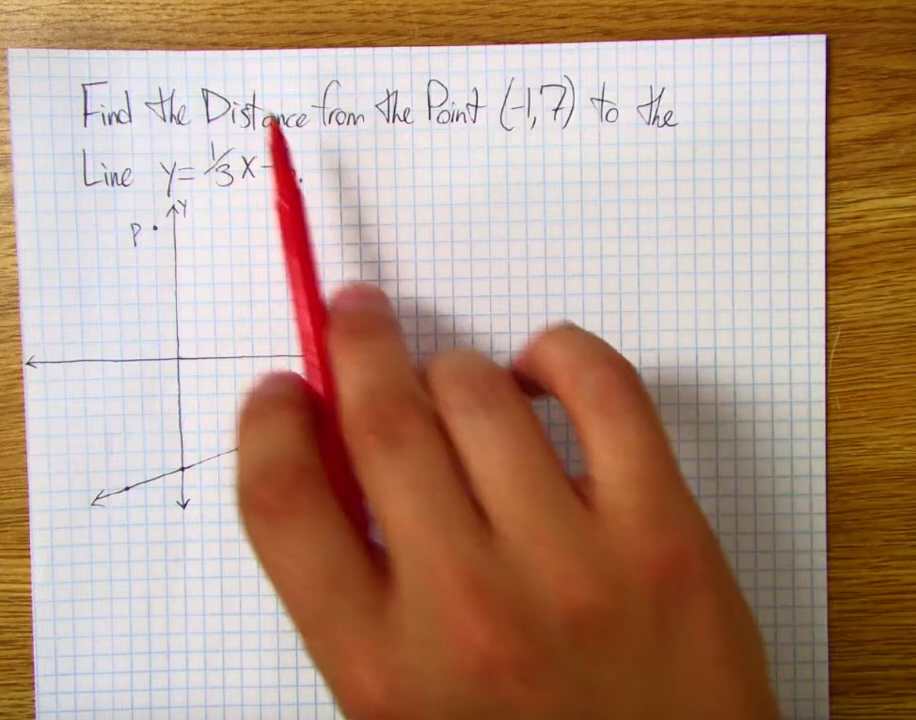 Find the Distance from the Point (-1,7) to the
Line y = 1/3 x -
y
P